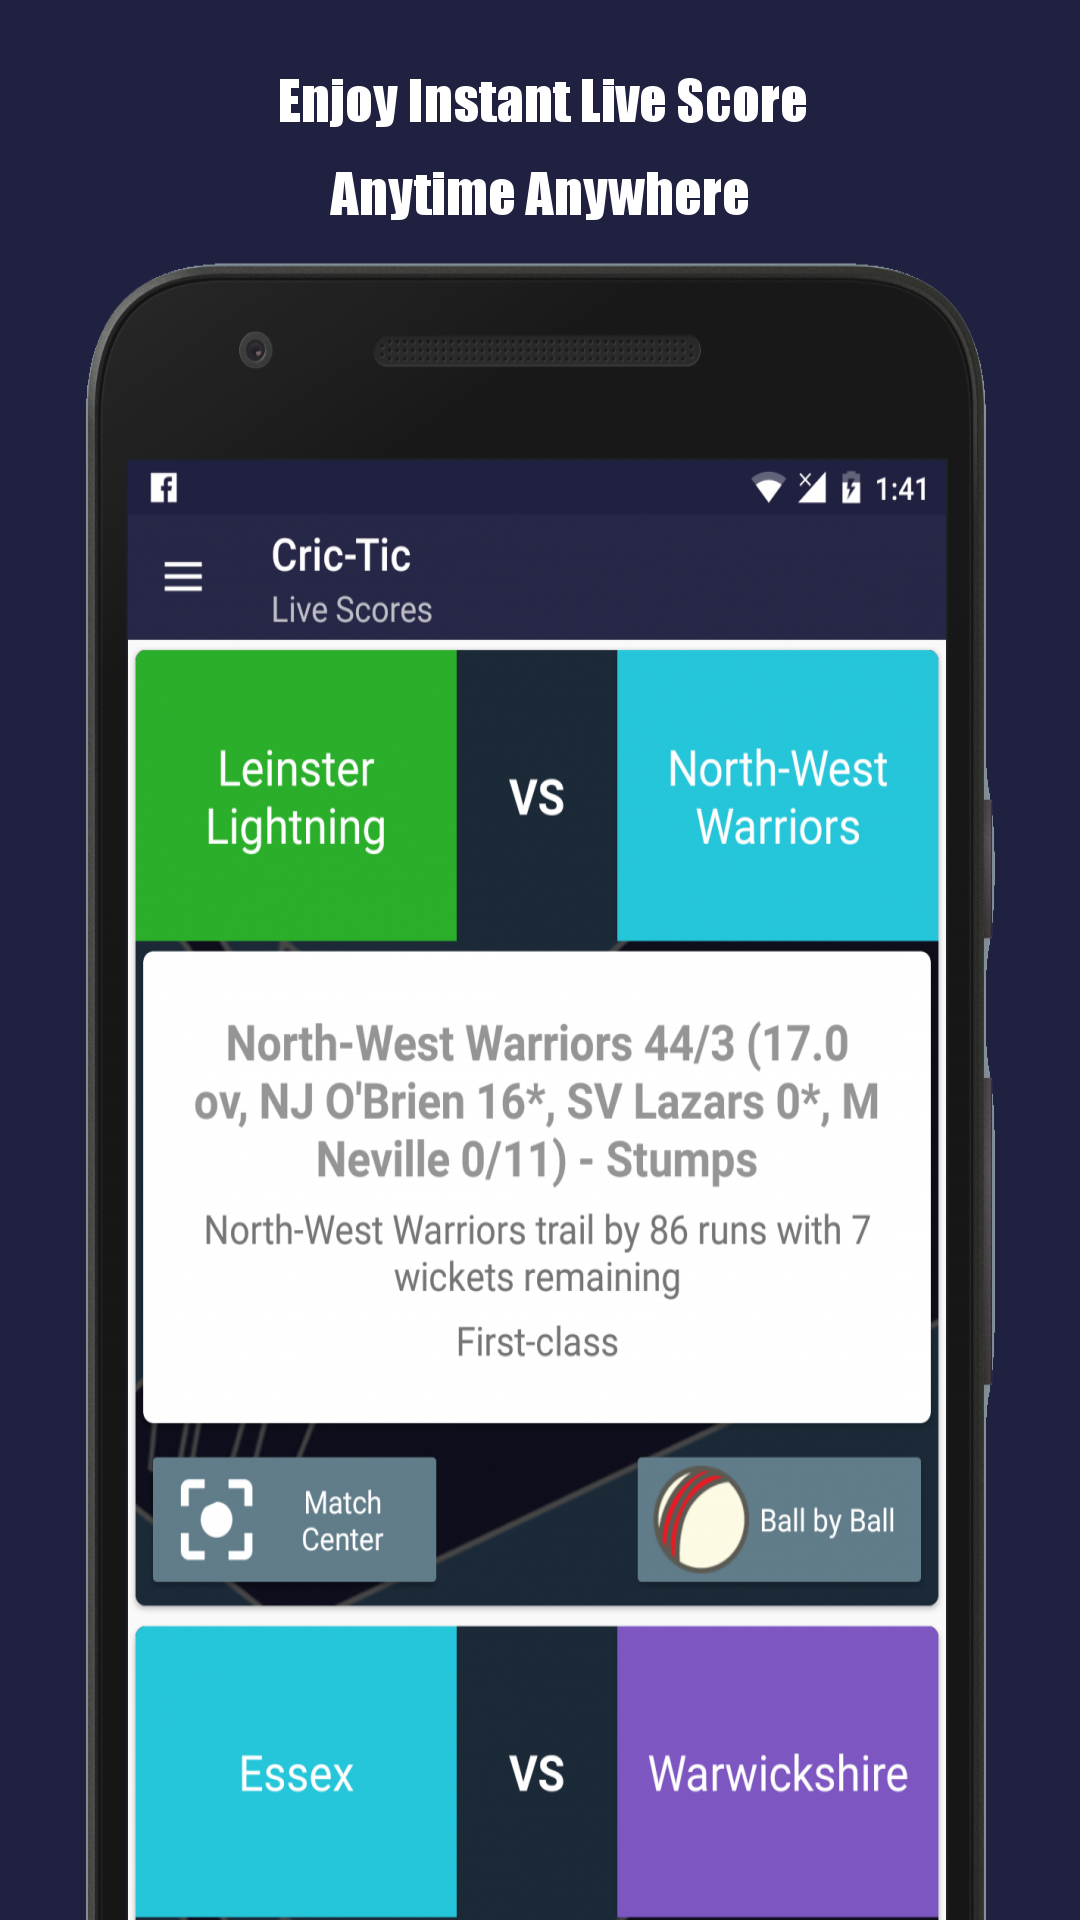 Enjoy Instant Live Score
Anytime Anywhere
1:41
Cric-Tic
Live Scores
Leinster
Lightning
VS
North-West
Warriors
North-West Warriors 44/3 (17.0
ov, NJ O'Brien 16*, SV Lazars 0*, M
Neville 0/11) - Stumps
North-West Warriors trail by 86 runs with 7
wickets remaining
First-class
Match
Center
Ball by Ball
Essex
VS
Warwickshire